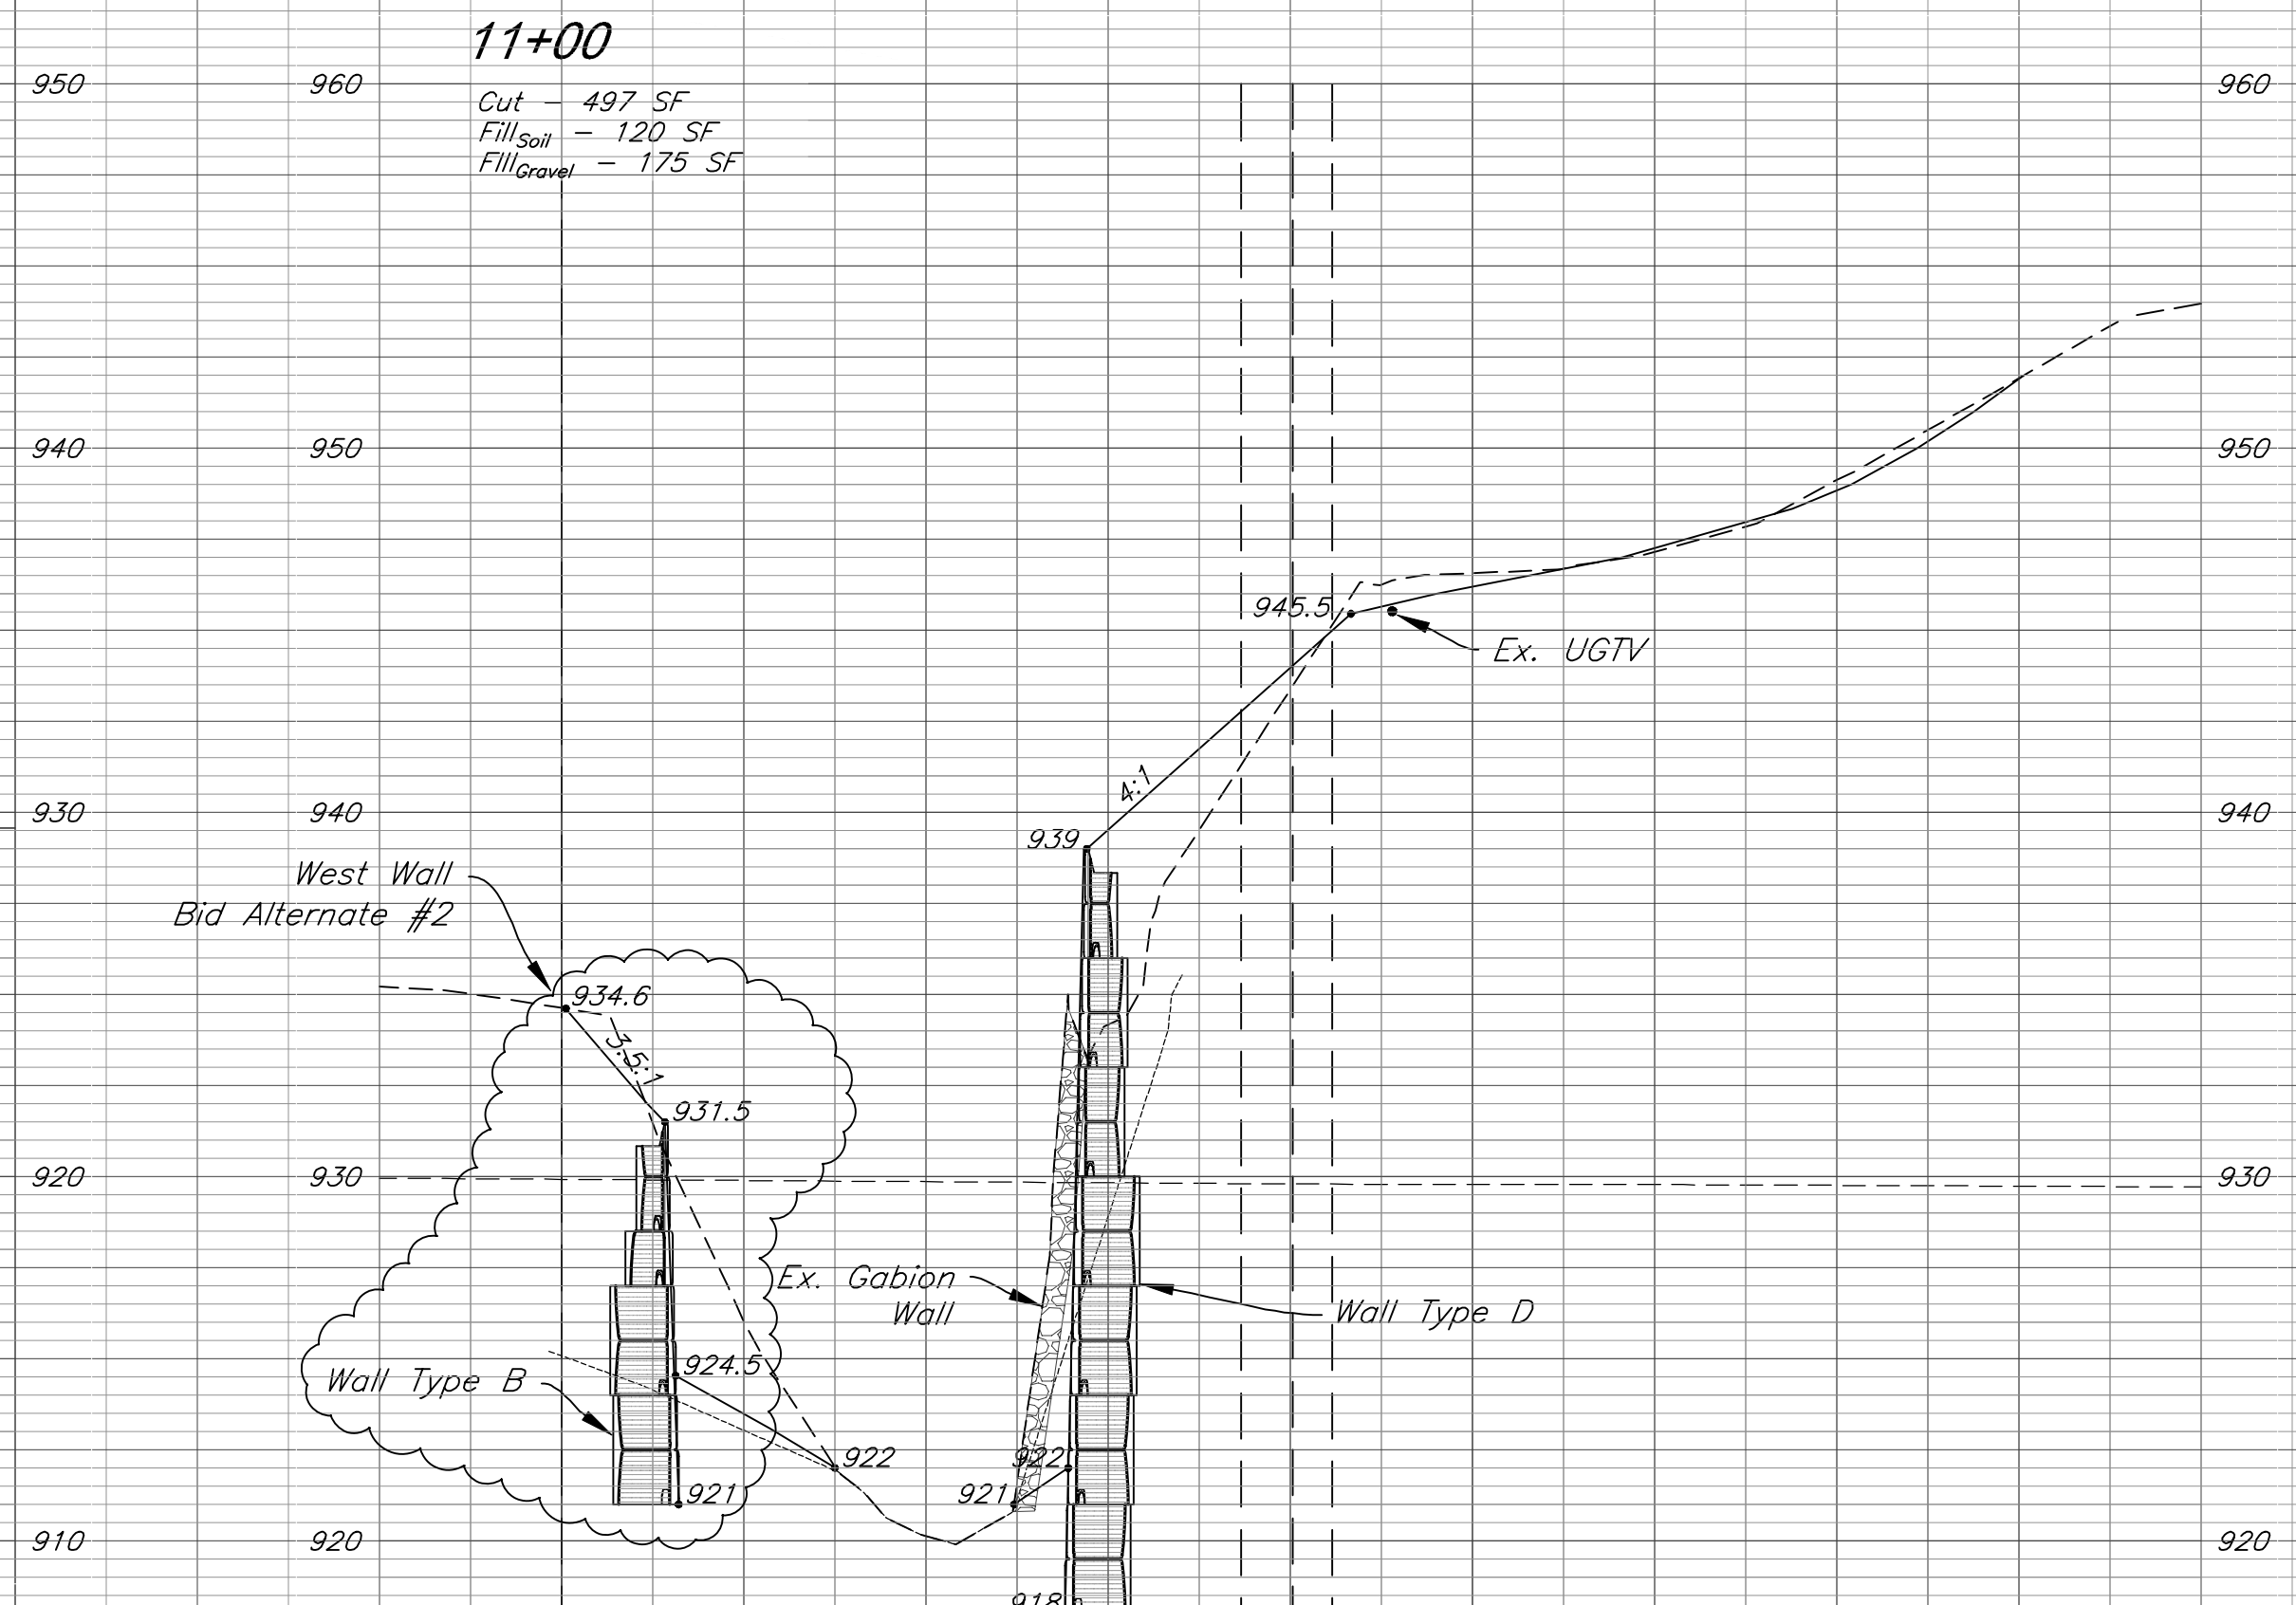 11+00
950 960 960
Cut - 497 SF
FillSoil - 120 SF
FIllGravel - 175 SF
940 950 950
945.5
Ex. UGTV
4:1
930 940 940
939
West Wall
Bid Alternate #2
934.6
3.5:1
931.5
920 930 930
Ex. Gabion
Wall
Wall Type D
924.5
Wall Type B
922
922
921
921
910 920 920
918